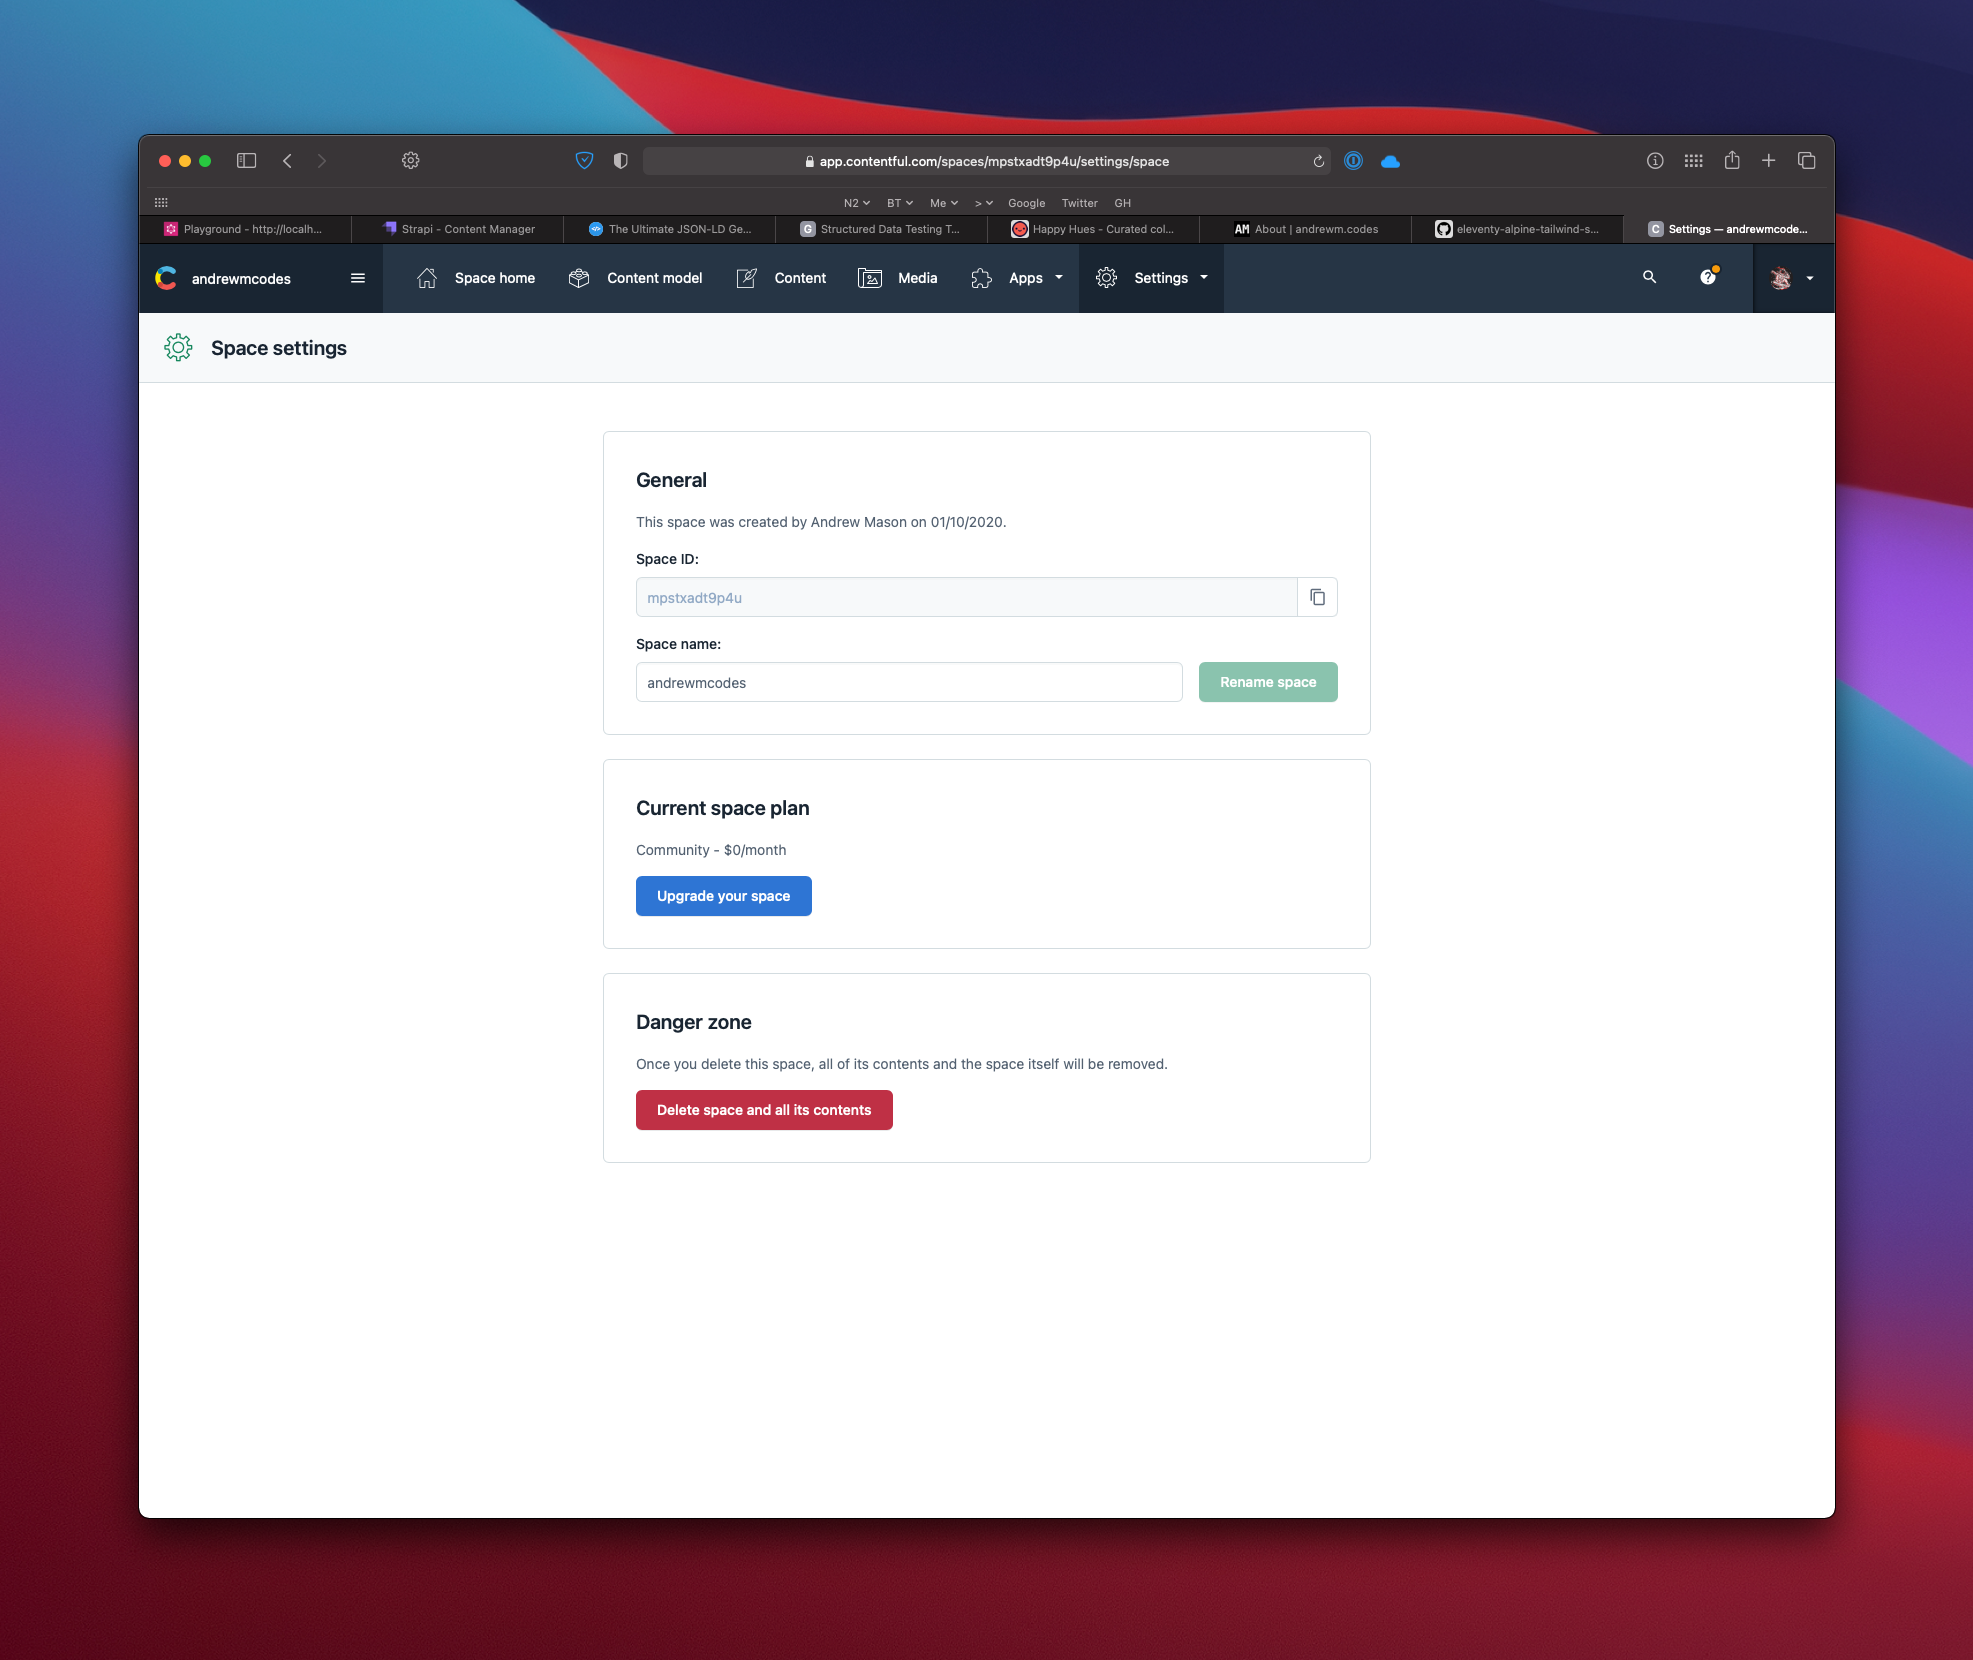 app.contentful.com/spaces/mpstxadt9p4u/settings/space
N2 BT Me > Google Twitter GH
Playground - http://localh... Strapi - Content Manager The Ultimate JSON-LD Ge... G Structured Data Testing T... Happy Hues - Curated col... AM About | andrewm.codes eleventy-alpine-tailwind-s... C Settings — andrewmcode...
andrewmcodes Space home Content model Content Media Apps Settings ?
Space settings
General
This space was created by Andrew Mason on 01/10/2020.
Space ID:
mpstxadt9p4u
Space name:
andrewmcodes Rename space
Current space plan
Community - $0/month
Upgrade your space
Danger zone
Once you delete this space, all of its contents and the space itself will be removed.
Delete space and all its contents